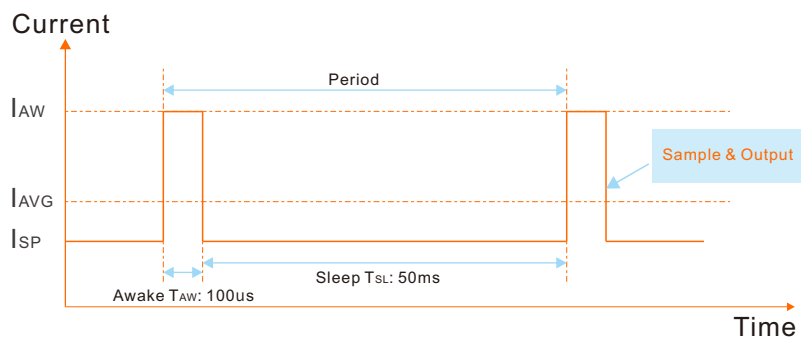 Current
Period
IAW
Sample & Output
IAVG
ISP
Sleep TSL: 50ms
Awake TAW: 100us
Time